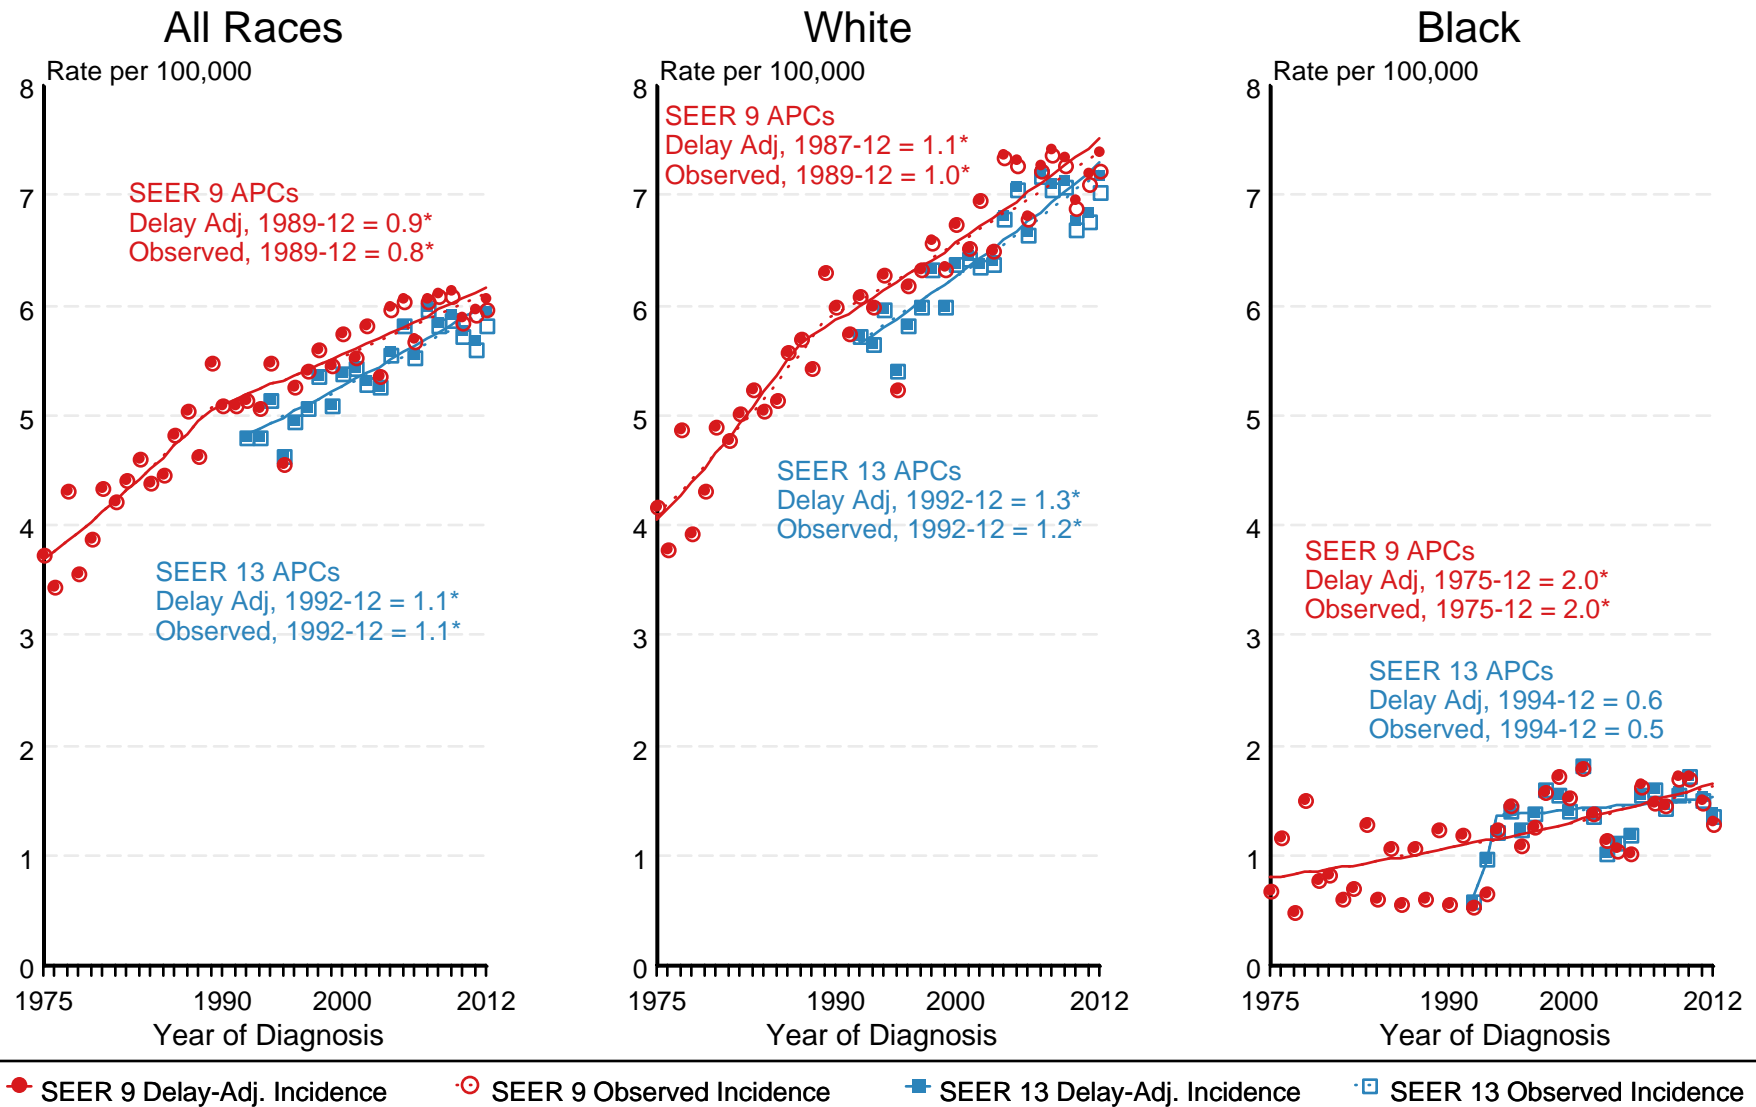 All Races
White
Black
Rate per 100,000
Rate per 100,000
Rate per 100,000
8
7
6
5
4
3
2
1
0
SEER 9 APCs
Delay Adj, 1989-12 = 0.9*
Observed, 1989-12 = 0.8*
SEER 13 APCs
Delay Adj, 1992-12 = 1.1*
Observed, 1992-12 = 1.1*
1975
1990
2000
2012
Year of Diagnosis
8
7
6
5
4
3
2
1
0
SEER 9 APCs
Delay Adj, 1987-12 = 1.1*
Observed, 1989-12 = 1.0*
SEER 13 APCs
Delay Adj, 1992-12 = 1.3*
Observed, 1992-12 = 1.2*
1975
1990
2000
2012
Year of Diagnosis
8
7
6
5
4
3
2
1
0
SEER 9 APCs
Delay Adj, 1975-12 = 2.0*
Observed, 1975-12 = 2.0*
SEER 13 APCs
Delay Adj, 1994-12 = 0.6
Observed, 1994-12 = 0.5
1975
1990
2000
2012
Year of Diagnosis
SEER 9 Delay-Adj. Incidence
SEER 9 Observed Incidence
SEER 13 Delay-Adj. Incidence
SEER 13 Observed Incidence